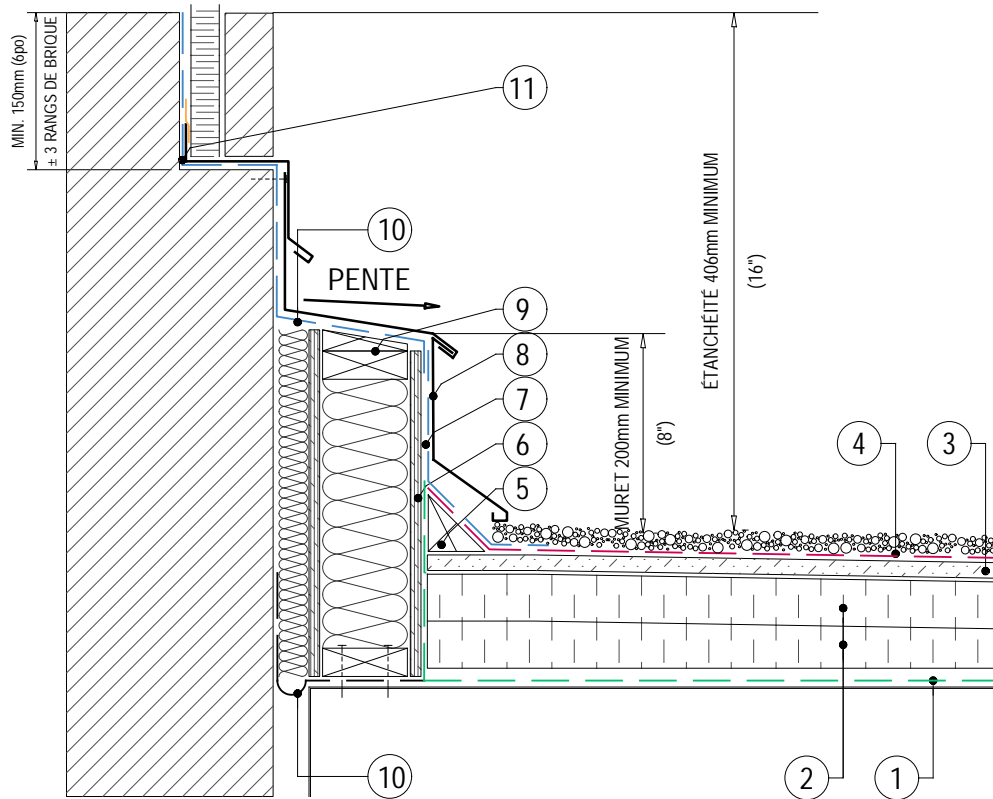 MIN. 150mm (6po)
± 3 RANGS DE BRIQUE
11
10
PENTE
9
8
7
6
5
MURET 200mm MINIMUM
(8")
ÉTANCHÉITÉ 406mm MINIMUM
(16")
4
3
10
2
1